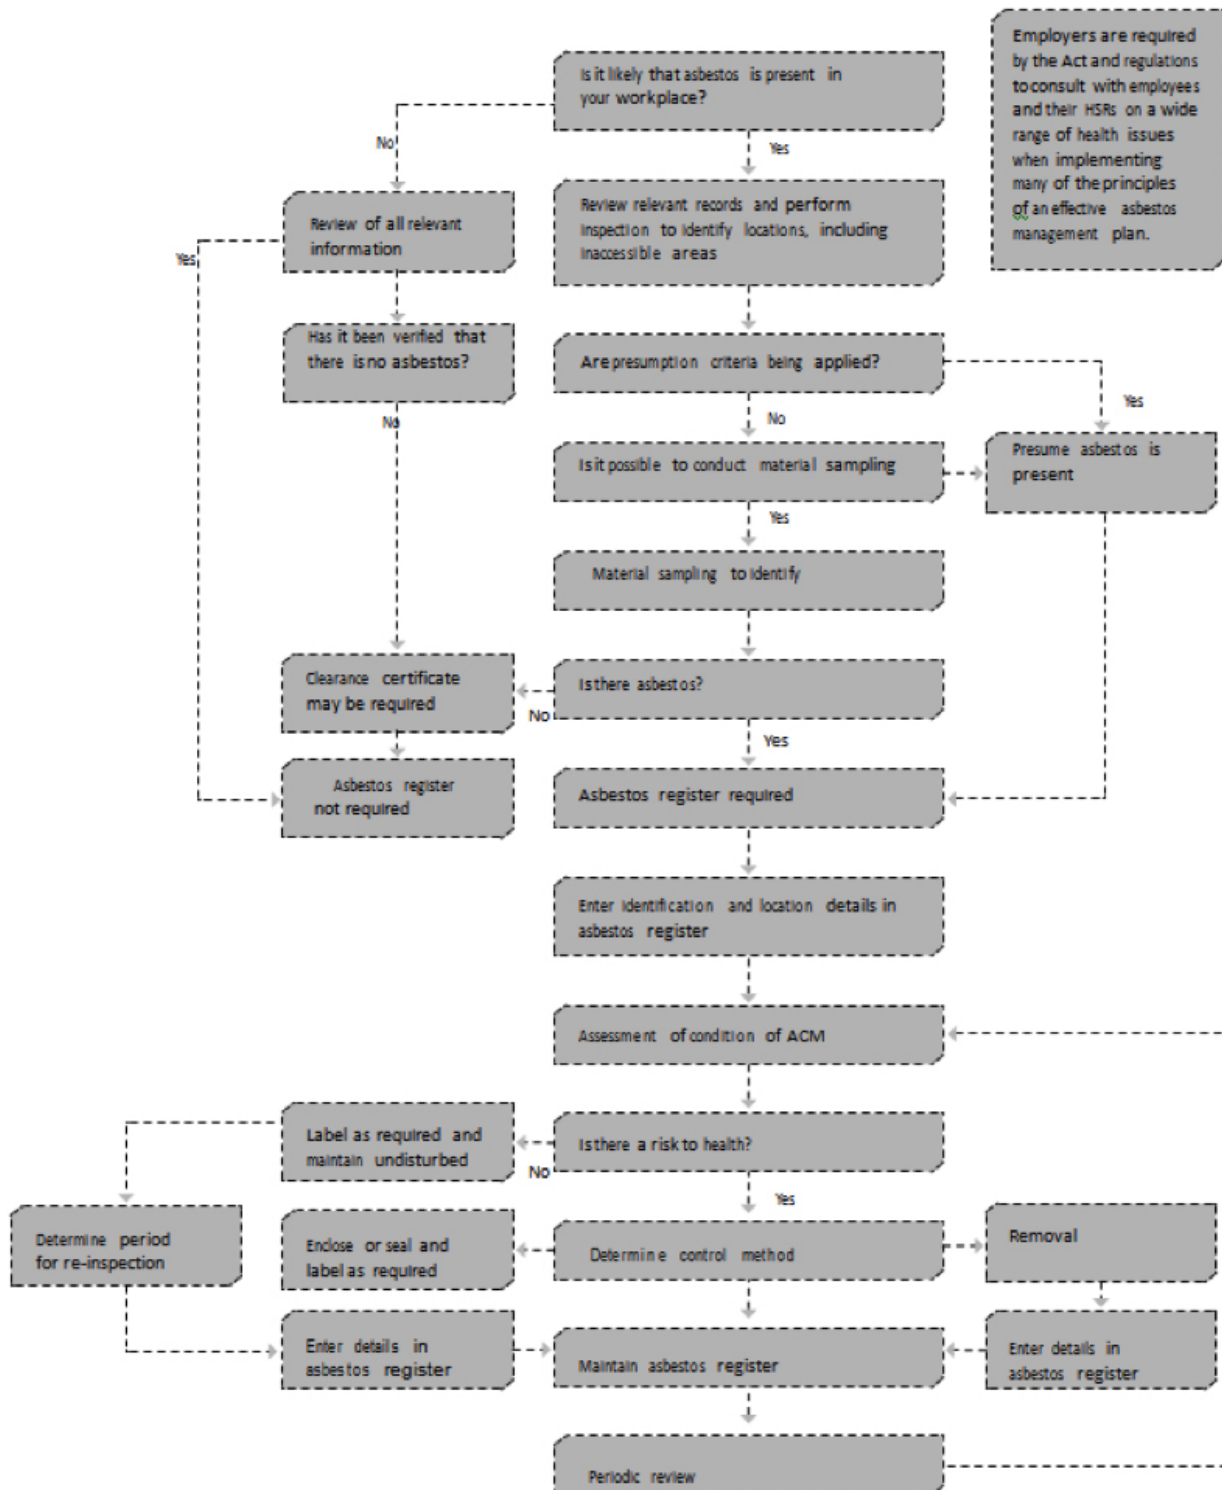 Is it likely that asbestos is present in
your workplace?
Employers are required
by the Act and regulations
to consult with employees
and their HSRs on a wide
range of health issues
when implementing
many of the principles
of an effective asbestos
management plan.
No
Yes
Review of all relevant
information
Review relevant records and perform
inspection to identify locations, including
inaccessible areas
Yes
Has it been verified that
there is no asbestos?
Are presumption criteria being applied?
Yes
No
No
Is it possible to conduct material sampling
Presume asbestos is
present
Yes
Material sampling to identify
Clearance certificate
may be required
Is there asbestos?
No
Yes
Asbestos register
not required
Asbestos register required
Enter identification and location details in
asbestos register
Assessment of condition of ACM
Label as required and
maintain undisturbed
Is there a risk to health?
No
Yes
Determine period
for re-inspection
Enclose or seal and
label as required
Determine control method
Removal
Enter details in
asbestos register
Maintain asbestos register
Enter details in
asbestos register
Periodic review